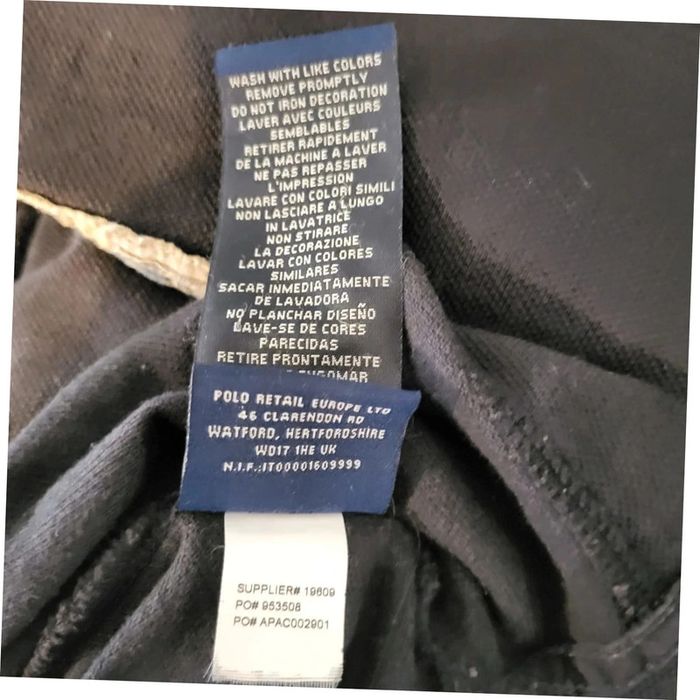 WASH WITH LIKE COLORS
REMOVE PROMPTLY
DO NOT IRON DECORATION
LAVER AVEC COULEURS
SEMBLABLES
RETIRER RAPIDEMENT
DE LA MACHINE A LAVER
NE PAS REPASSER
L'IMPRESSION
LAVARE CON COLORI SIMILI
NON LASCIARE A LUNGO
IN LAVATRICE
NON STIRARE
LA DECORAZIONE
LAVAR CON COLORES
SIMILARES
SACAR INMEDIATAMENTE
DE LAVADORA
NO PLANCHAR DISEÑO
LAVE-SE DE CORES
PARECIDAS
RETIRE PRONTAMENTE
POLO RETAIL EUROPE LTD
46 CLARENDON RD
WATFORD, HERTFORDSHIRE
WD17 1HE UK
N.I.F.:IT00001609999
SUPPLIER# 19609
PO# 953508
PO# APAC002901